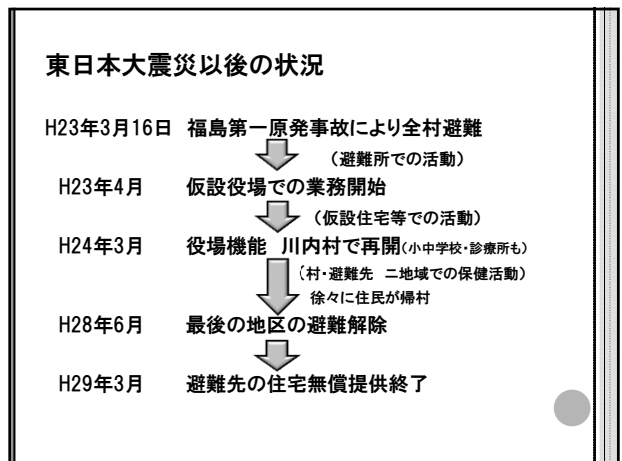 東日本大震災以後の状況
H23年3月16日 福島第一原発事故により全村避難
（避難所での活動）
H23年4月 仮設役場での業務開始
（仮設住宅等での活動）
H24年3月 役場機能 川内村で再開（小中学校・診療所も）
（村・避難先 二地域での保健活動）
徐々に住民が帰村
H28年6月 最後の地区の避難解除
H29年3月 避難先の住宅無償提供終了